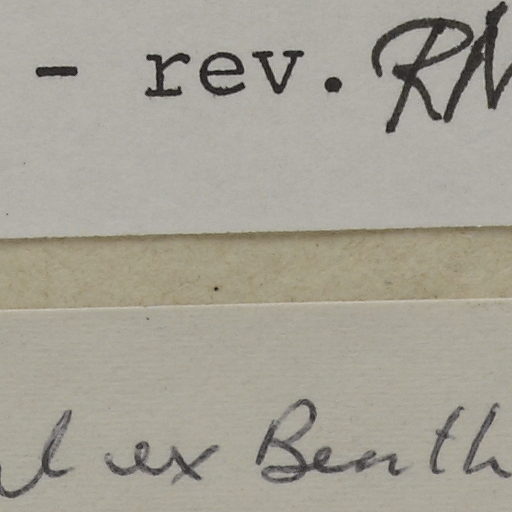 - rev. RN
l ex Benth